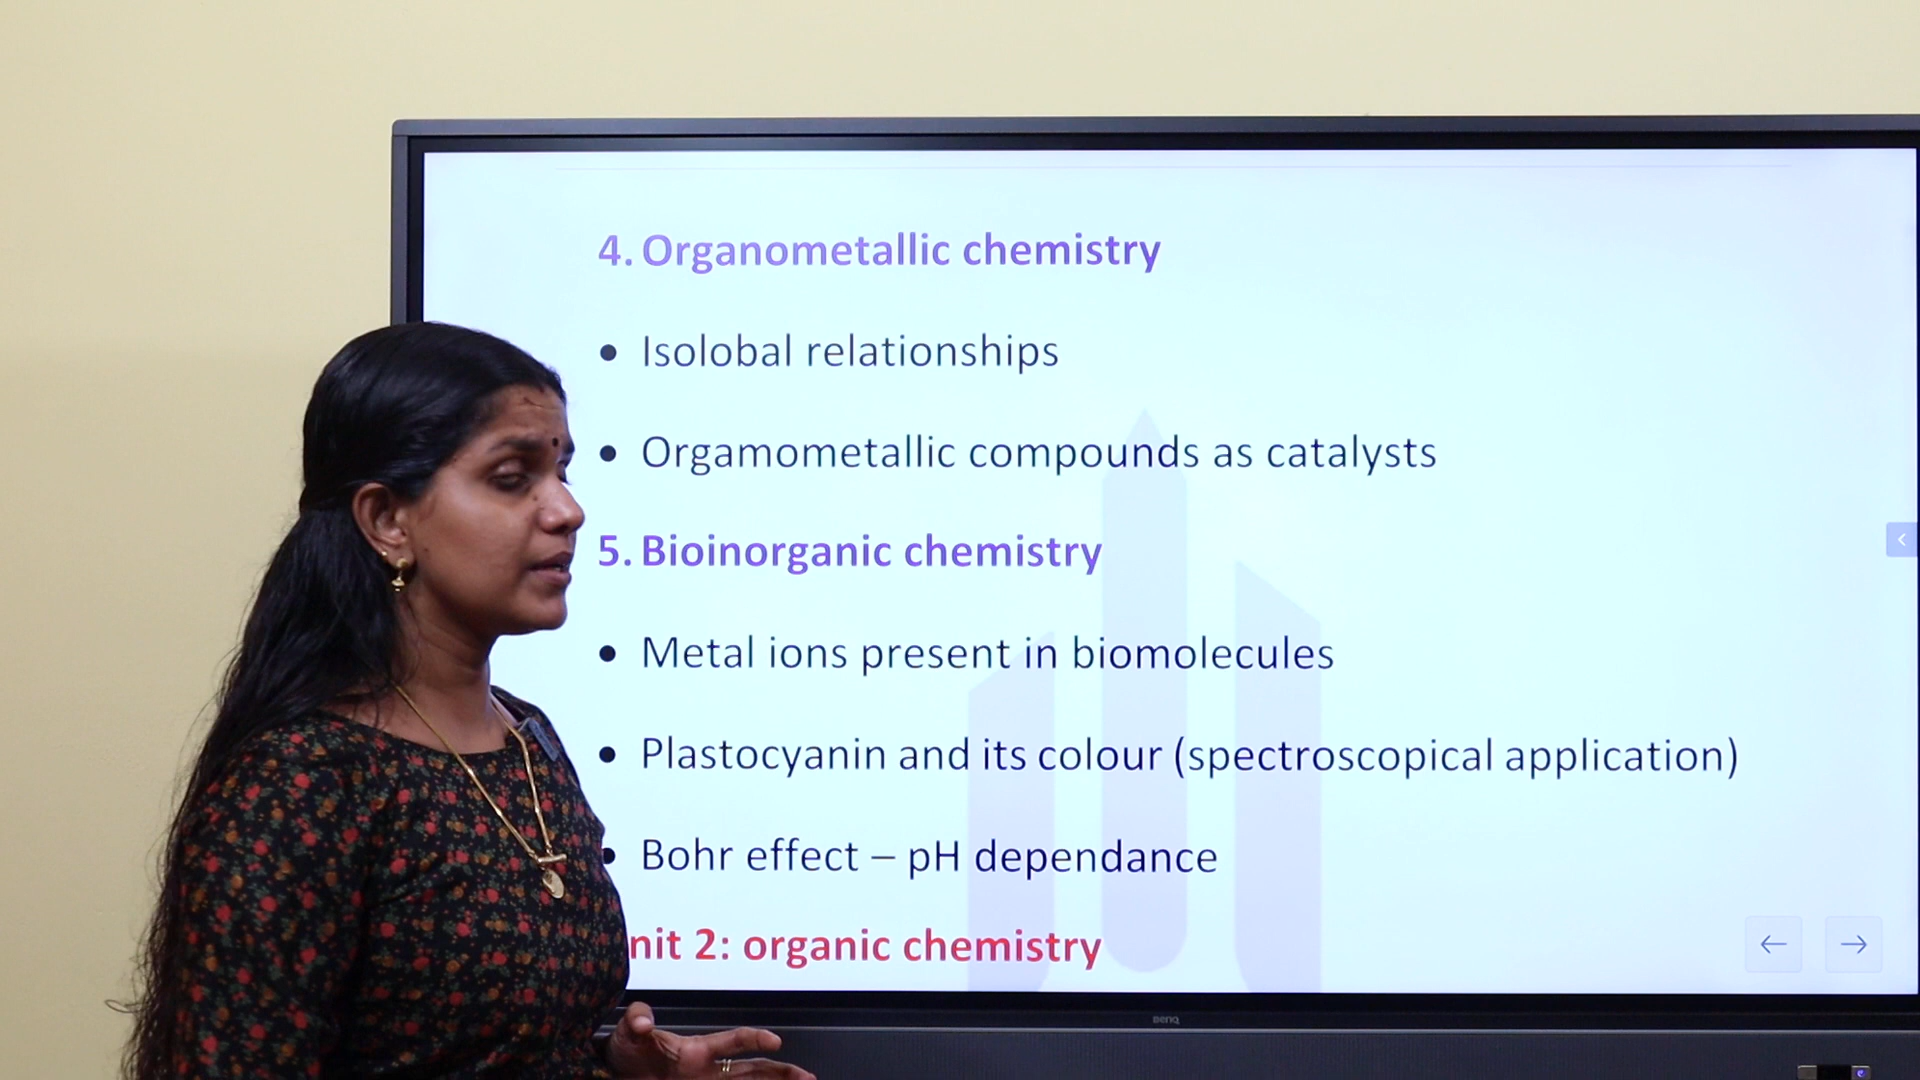 4. Organometallic chemistry
• Isolobal relationships
• Orgamometallic compounds as catalysts
5. Bioinorganic chemistry
• Metal ions present in biomolecules
• Plastocyanin and its colour (spectroscopical application)
• Bohr effect – pH dependance
nit 2: organic chemistry
BenQ